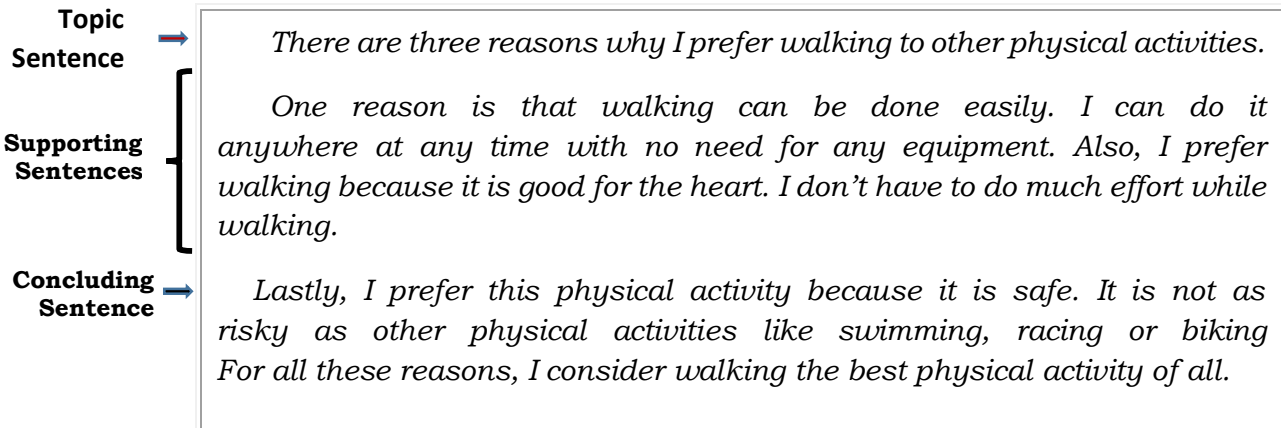 Topic
Sentence
There are three reasons why I prefer walking to other physical activities.
Supporting
Sentences
One reason is that walking can be done easily. I can do it
anywhere at any time with no need for any equipment. Also, I prefer
walking because it is good for the heart. I don't have to do much effort while
walking.
Concluding
Sentence
Lastly, I prefer this physical activity because it is safe. It is not as
risky as other physical activities like swimming, racing or biking
For all these reasons, I consider walking the best physical activity of all.